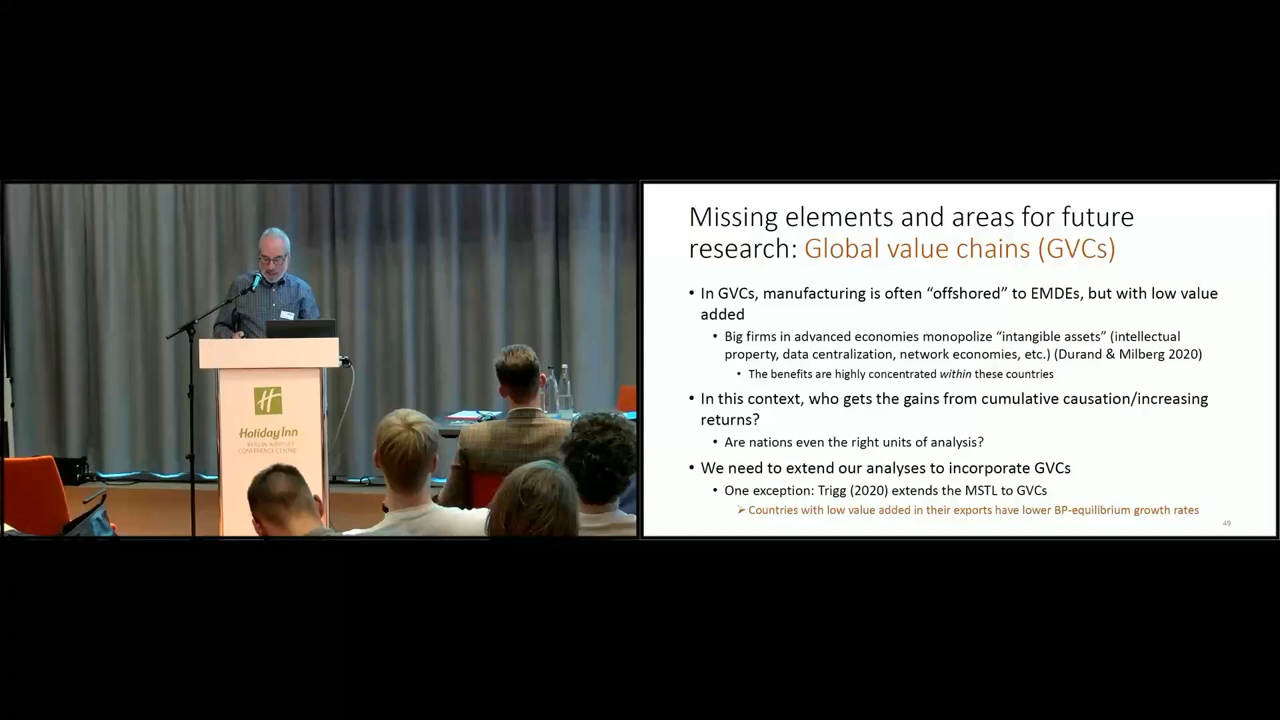 Holiday Inn
BERLIN AIRPORT
CONFERENCE CENTRE
Missing elements and areas for future
research: Global value chains (GVCs)
• In GVCs, manufacturing is often “offshored” to EMDEs, but with low value
added
• Big firms in advanced economies monopolize “intangible assets” (intellectual
property, data centralization, network economies, etc.) (Durand & Milberg 2020)
• The benefits are highly concentrated within these countries
• In this context, who gets the gains from cumulative causation/increasing
returns?
• Are nations even the right units of analysis?
• We need to extend our analyses to incorporate GVCs
• One exception: Trigg (2020) extends the MSTL to GVCs
➢ Countries with low value added in their exports have lower BP-equilibrium growth rates
49